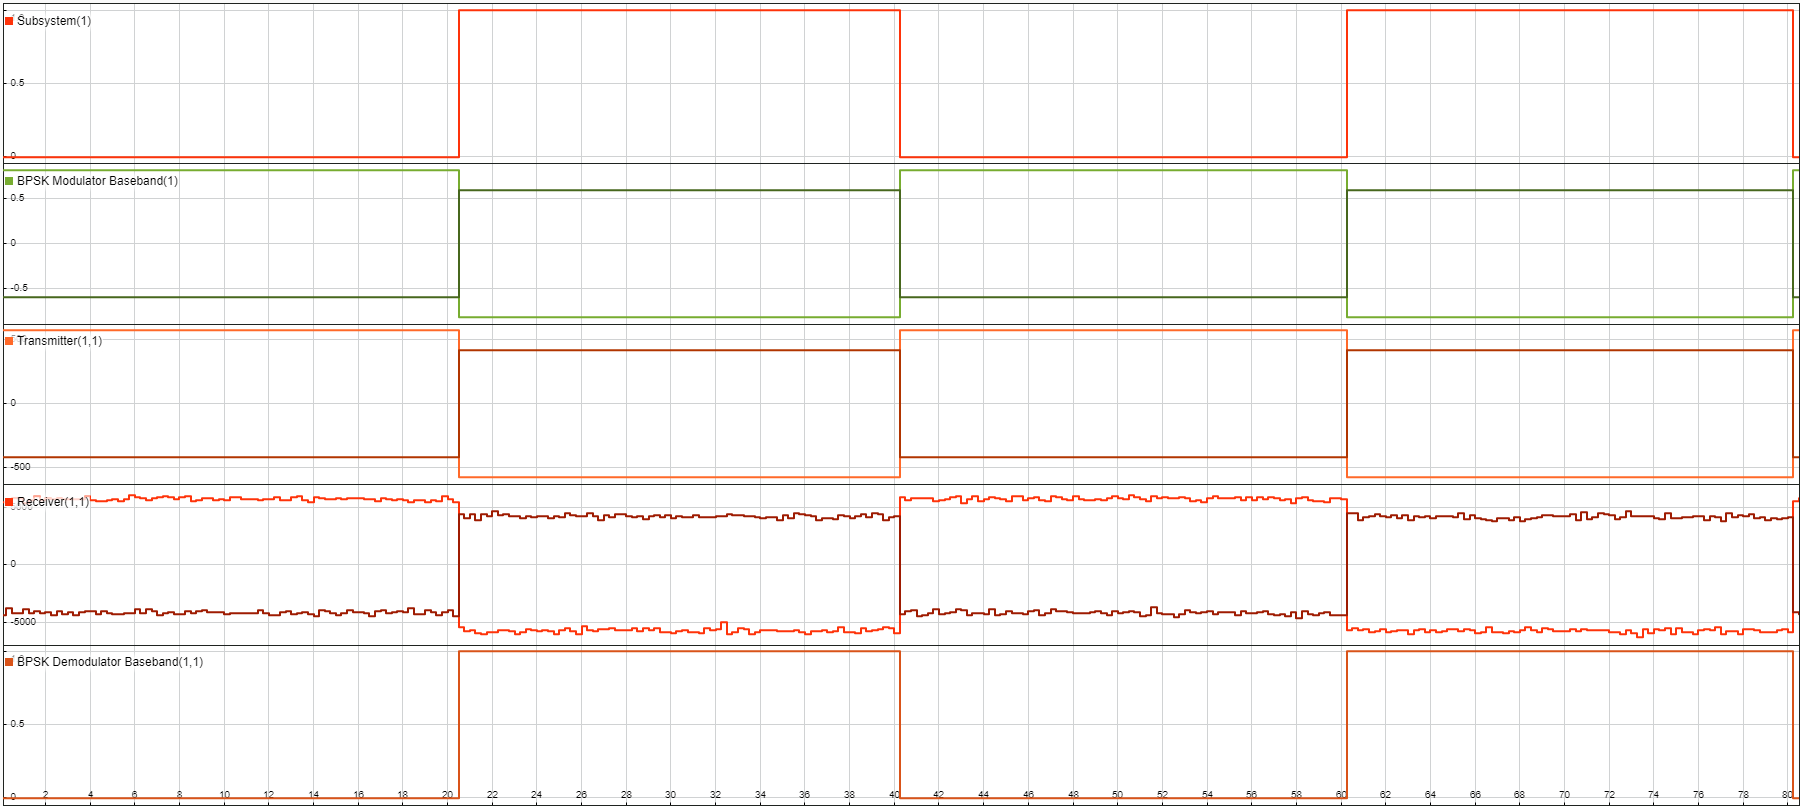 Subsystem(1)
0.5
0
BPSK Modulator Baseband(1)
0.5
0
-0.5
Transmitter(1,1)
0
-500
Receiver(1,1)
0
-5000
BPSK Demodulator Baseband(1,1)
0.5
0
2 4 6 8 10 12 14 16 18 20 22 24 26 28 30 32 34 36 38 40 42 44 46 48 50 52 54 56 58 60 62 64 66 68 70 72 74 76 78 80